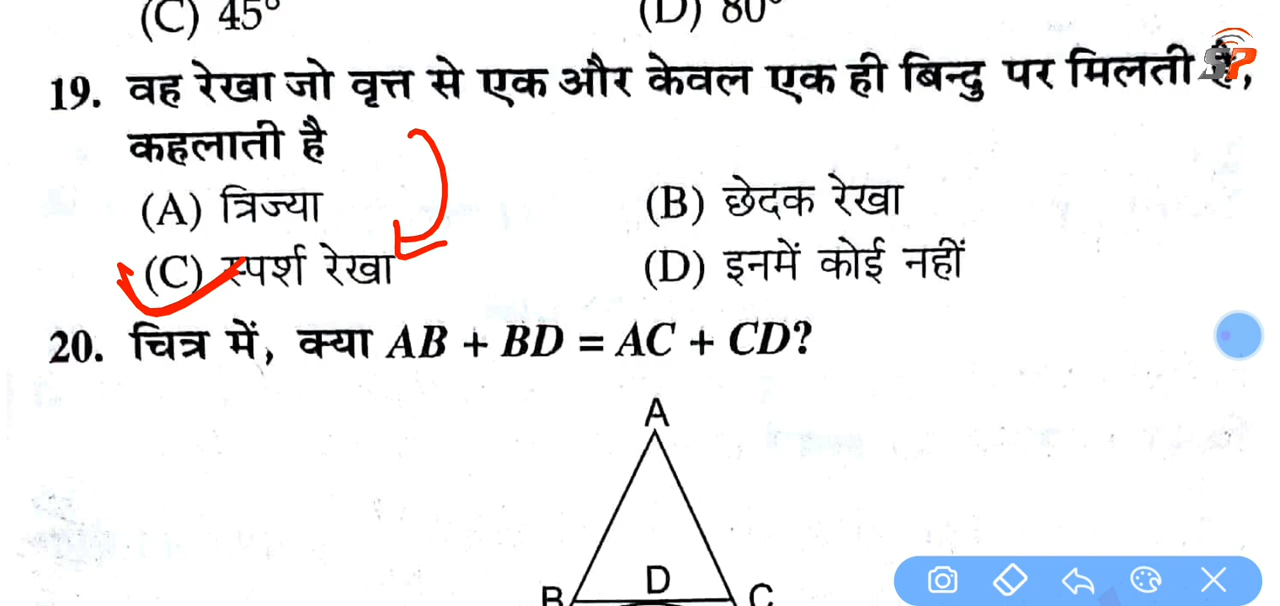 (C) 45° (D) 80°
19. वह रेखा जो वृत्त से एक और केवल एक ही बिन्दु पर मिलती है,
कहलाती है
(A) त्रिज्या (B) छेदक रेखा
(C) स्पर्श रेखा (D) इनमें कोई नहीं
20. चित्र में, क्या AB + BD = AC + CD?
A
B D C
SP